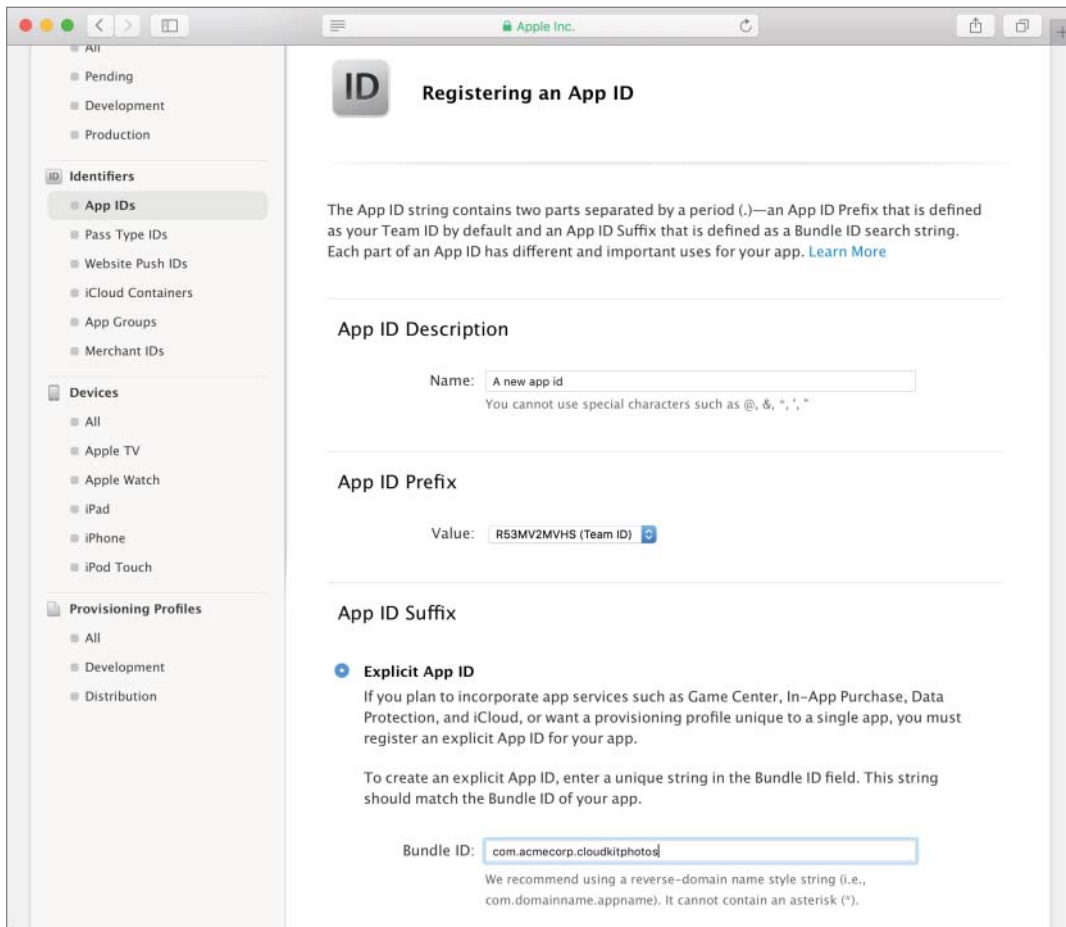 Apple Inc.
All
Pending
Development
Production
Identifiers
App IDs
Pass Type IDs
Website Push IDs
iCloud Containers
App Groups
Merchant IDs
Devices
All
Apple TV
Apple Watch
iPad
iPhone
iPod Touch
Provisioning Profiles
All
Development
Distribution
ID
Registering an App ID
The App ID string contains two parts separated by a period (.)—an App ID Prefix that is defined
as your Team ID by default and an App ID Suffix that is defined as a Bundle ID search string.
Each part of an App ID has different and important uses for your app. Learn More
App ID Description
Name: A new app id
You cannot use special characters such as @, &, *, ', "
App ID Prefix
Value: R53MV2MVHS (Team ID)
App ID Suffix
Explicit App ID
If you plan to incorporate app services such as Game Center, In-App Purchase, Data
Protection, and iCloud, or want a provisioning profile unique to a single app, you must
register an explicit App ID for your app.
To create an explicit App ID, enter a unique string in the Bundle ID field. This string
should match the Bundle ID of your app.
Bundle ID: com.acmecorp.cloudkitphotos
We recommend using a reverse-domain name style string (i.e.,
com.domainname.appname). It cannot contain an asterisk (*).